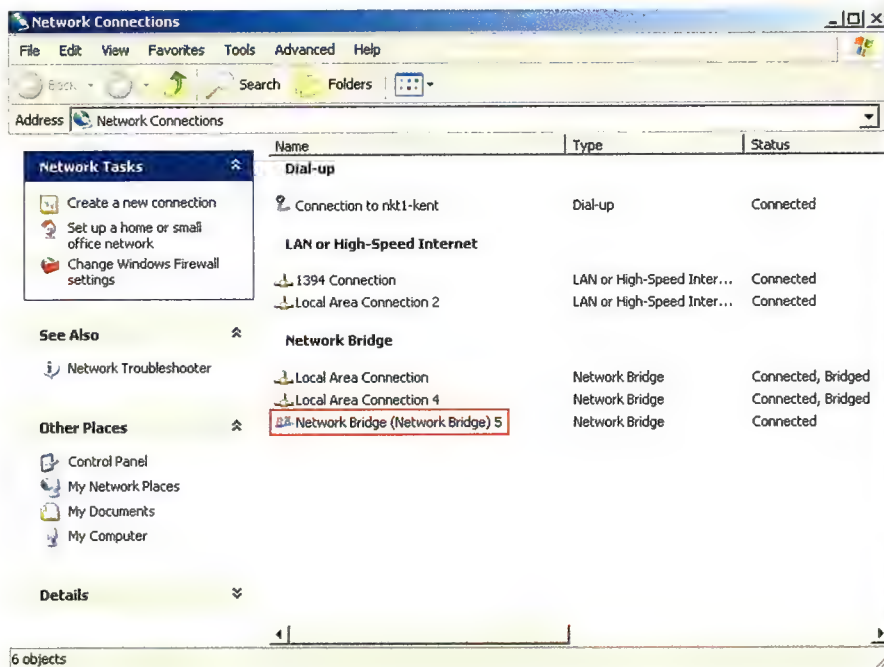 Network Connections
File Edit View Favorites Tools Advanced Help
Back Search Folders
Address Network Connections
Network Tasks
Create a new connection
Set up a home or small
office network
Change Windows Firewall
settings
See Also
Network Troubleshooter
Other Places
Control Panel
My Network Places
My Documents
My Computer
Details
Name Type Status
Dial-up
Connection to nkt1-kent Dial-up Connected
LAN or High-Speed Internet
1394 Connection LAN or High-Speed Inter... Connected
Local Area Connection 2 LAN or High-Speed Inter... Connected
Network Bridge
Local Area Connection Network Bridge Connected, Bridged
Local Area Connection 4 Network Bridge Connected, Bridged
Network Bridge (Network Bridge) 5 Network Bridge Connected
6 objects